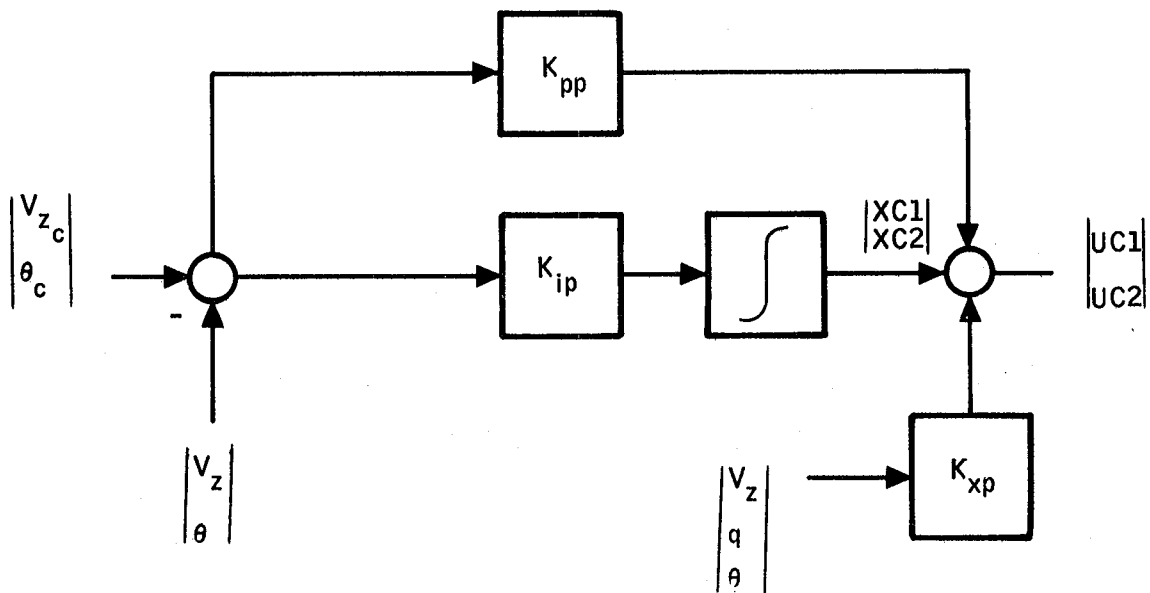 K_pp
V_z_c
θ_c
-
K_ip
∫
XC1
XC2
UC1
UC2
V_z
θ
V_z
q
θ
K_xp